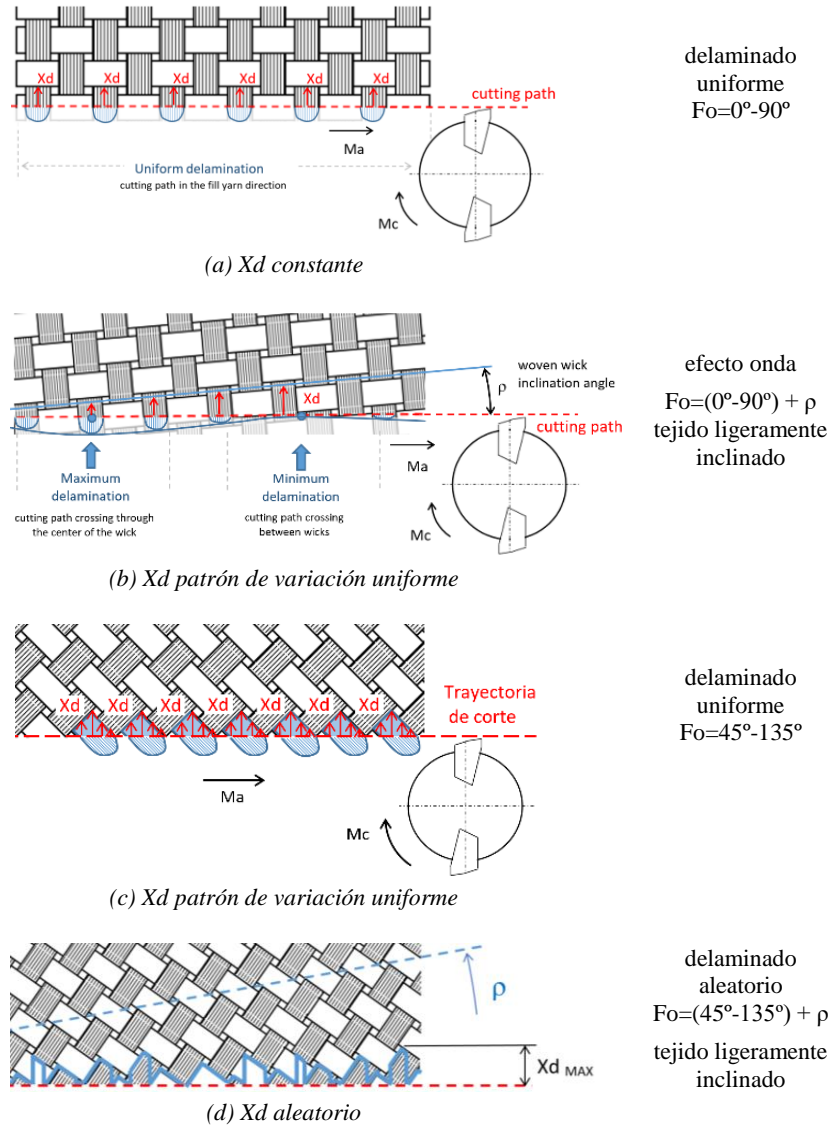 Xd Xd Xd Xd Xd Xd
cutting path
Ma
Uniform delamination
cutting path in the fill yarn direction
Mc
(a) Xd constante
delaminado
uniforme
Fo=0º-90º
woven wick
inclination angle
ρ
Xd
cutting path
Ma
Maximum
delamination
cutting path crossing through
the center of the wick
Minimum
delamination
cutting path crossing
between wicks
Mc
(b) Xd patrón de variación uniforme
efecto onda
Fo=(0º-90º) + ρ
tejido ligeramente
inclinado
Xd Xd Xd Xd Xd Xd Xd
Trayectoria
de corte
Ma
Mc
(c) Xd patrón de variación uniforme
delaminado
uniforme
Fo=45º-135º
ρ
Xd MAX
(d) Xd aleatorio
delaminado
aleatorio
Fo=(45º-135º) + ρ
tejido ligeramente
inclinado